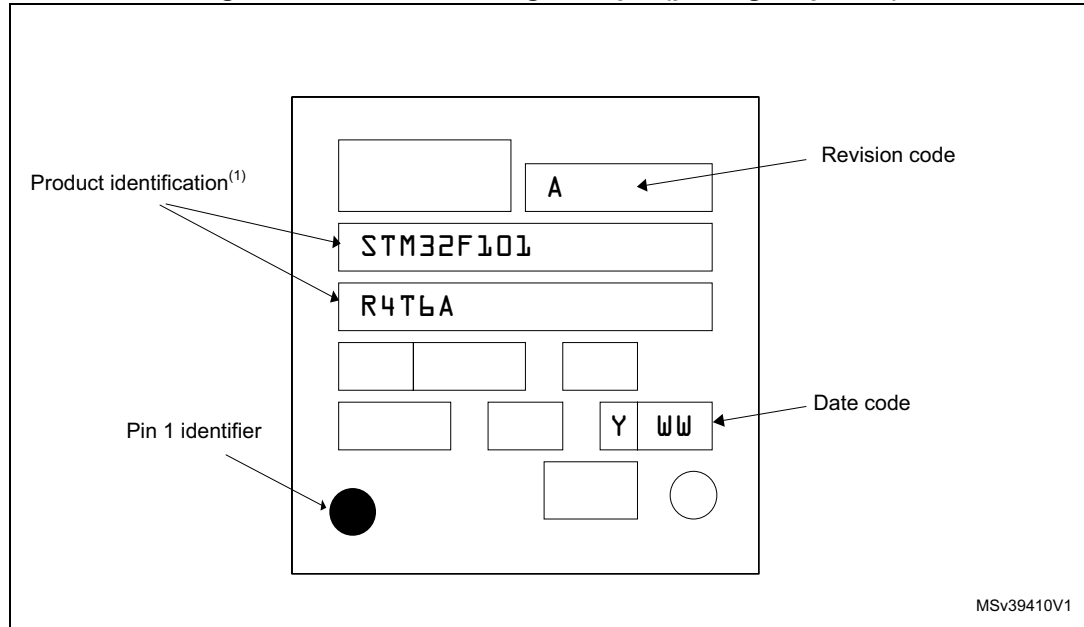 Revision code
A
Product identification(1)
STM32F101
R4T6A
Date code
Y WW
Pin 1 identifier
MSv39410V1